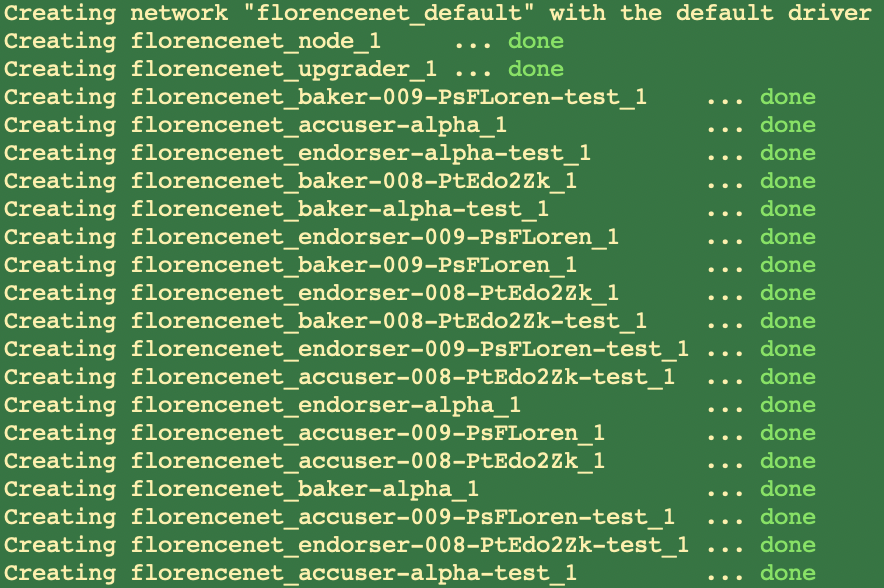 Creating network "florencenet_default" with the default driver
Creating florencenet_node_1     ... done
Creating florencenet_upgrader_1 ... done
Creating florencenet_baker-009-PsFLoren-test_1    ... done
Creating florencenet_accuser-alpha_1              ... done
Creating florencenet_endorser-alpha-test_1        ... done
Creating florencenet_baker-008-PtEdo2Zk_1         ... done
Creating florencenet_baker-alpha-test_1           ... done
Creating florencenet_endorser-009-PsFLoren_1      ... done
Creating florencenet_baker-009-PsFLoren_1         ... done
Creating florencenet_endorser-008-PtEdo2Zk_1      ... done
Creating florencenet_baker-008-PtEdo2Zk-test_1    ... done
Creating florencenet_endorser-009-PsFLoren-test_1 ... done
Creating florencenet_accuser-008-PtEdo2Zk-test_1  ... done
Creating florencenet_endorser-alpha_1             ... done
Creating florencenet_accuser-009-PsFLoren_1       ... done
Creating florencenet_accuser-008-PtEdo2Zk_1       ... done
Creating florencenet_baker-alpha_1                ... done
Creating florencenet_accuser-009-PsFLoren-test_1  ... done
Creating florencenet_endorser-008-PtEdo2Zk-test_1 ... done
Creating florencenet_accuser-alpha-test_1         ... done